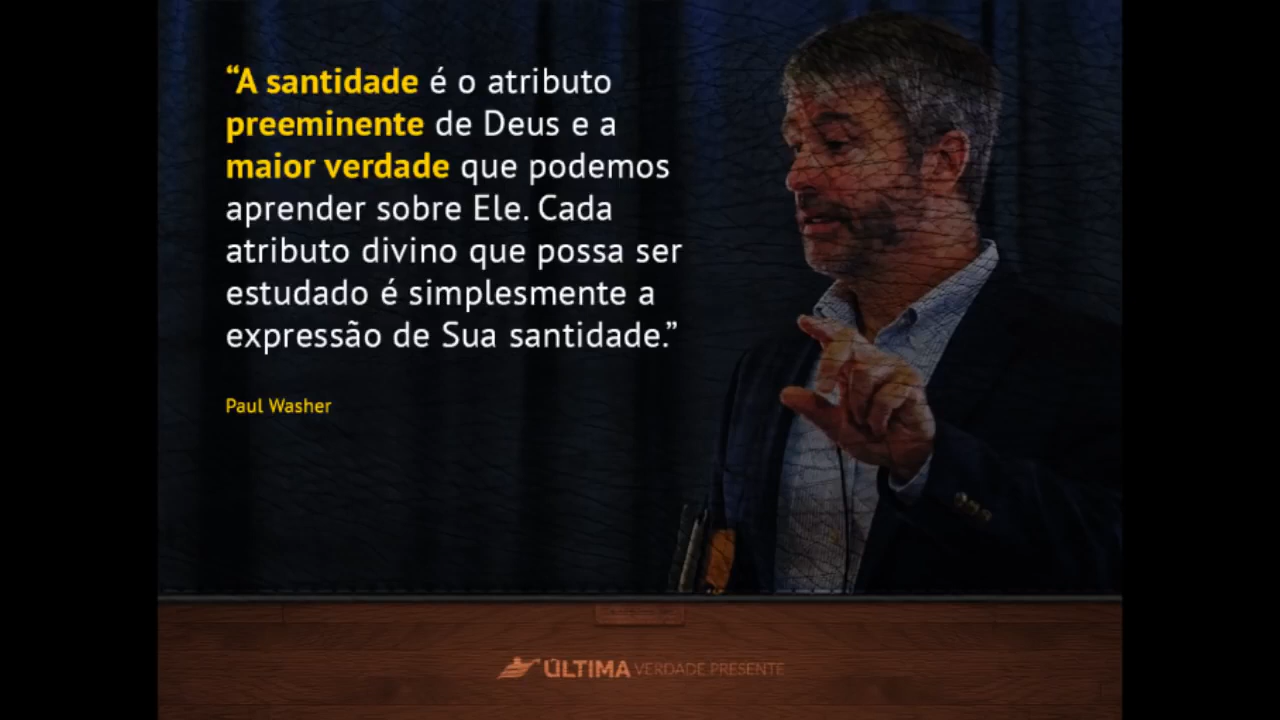 “A santidade é o atributo
preeminente de Deus e a
maior verdade que podemos
aprender sobre Ele. Cada
atributo divino que possa ser
estudado é simplesmente a
expressão de Sua santidade.”
Paul Washer
ÚLTIMA VERDADE PRESENTE